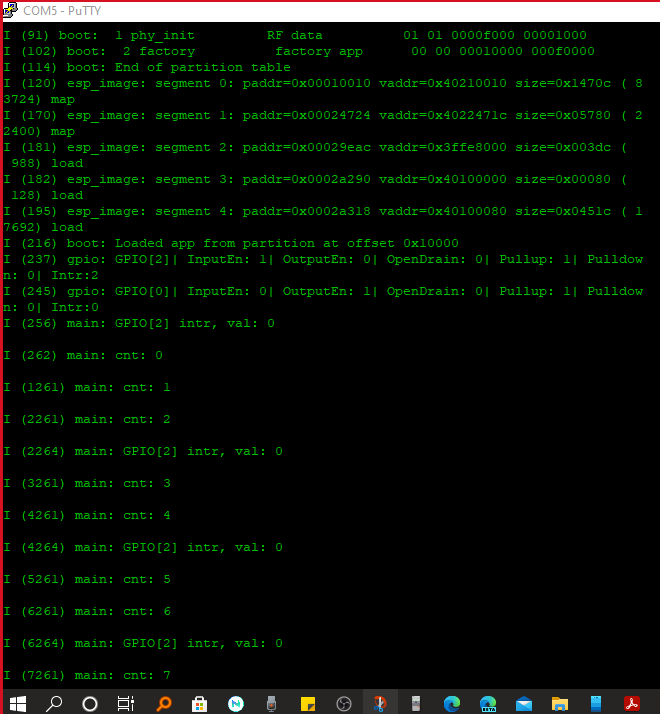 COM5 - PuTTY
I (91) boot:  1 phy_init         RF data          01 01 0000f000 00001000
I (102) boot:  2 factory          factory app      00 00 00010000 000f0000
I (114) boot: End of partition table
I (120) esp_image: segment 0: paddr=0x00010010 vaddr=0x40210010 size=0x1470c ( 8
3724) map
I (170) esp_image: segment 1: paddr=0x00024724 vaddr=0x4022471c size=0x05780 ( 2
2400) map
I (181) esp_image: segment 2: paddr=0x00029eac vaddr=0x3ffe8000 size=0x003dc (
 988) load
I (182) esp_image: segment 3: paddr=0x0002a290 vaddr=0x40100000 size=0x00080 (
 128) load
I (195) esp_image: segment 4: paddr=0x0002a318 vaddr=0x40100080 size=0x0451c ( 1
7692) load
I (216) boot: Loaded app from partition at offset 0x10000
I (237) gpio: GPIO[2]| InputEn: 1| OutputEn: 0| OpenDrain: 0| Pullup: 1| Pulldow
n: 0| Intr:2
I (245) gpio: GPIO[0]| InputEn: 0| OutputEn: 1| OpenDrain: 0| Pullup: 1| Pulldow
n: 0| Intr:0
I (256) main: GPIO[2] intr, val: 0
I (262) main: cnt: 0
I (1261) main: cnt: 1
I (2261) main: cnt: 2
I (2264) main: GPIO[2] intr, val: 0
I (3261) main: cnt: 3
I (4261) main: cnt: 4
I (4264) main: GPIO[2] intr, val: 0
I (5261) main: cnt: 5
I (6261) main: cnt: 6
I (6264) main: GPIO[2] intr, val: 0
I (7261) main: cnt: 7
N
BETA